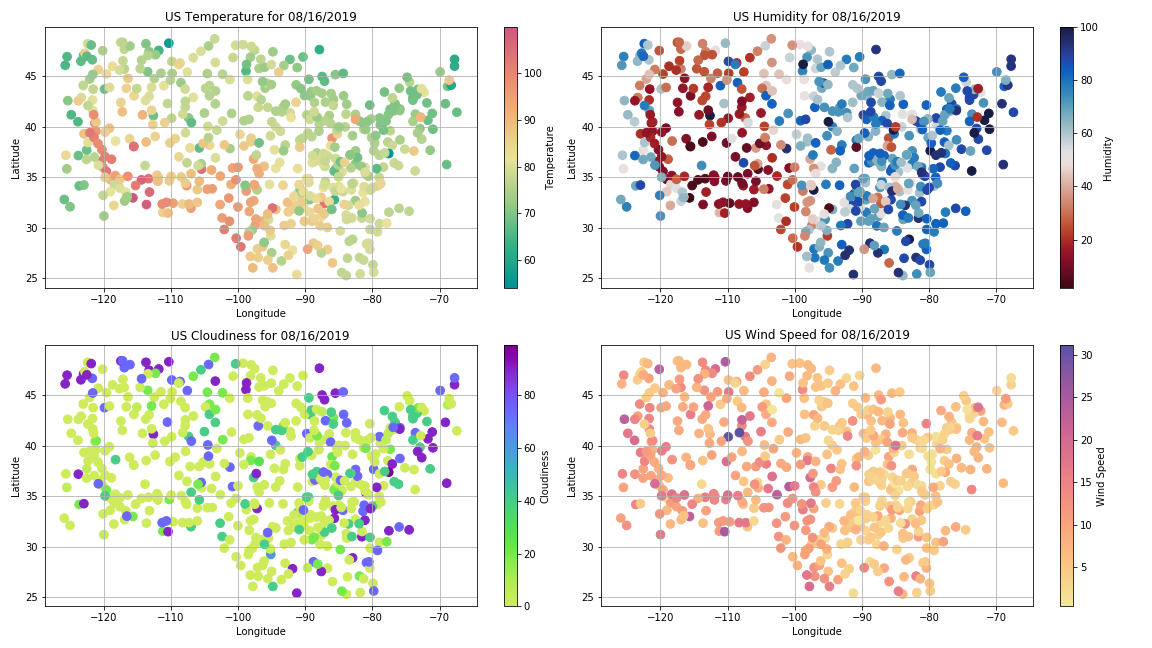 US Temperature for 08/16/2019
45
40
35
30
25
Latitude
−120 −110 −100 −90 −80 −70
Longitude
100
90
80
70
60
Temperature
US Humidity for 08/16/2019
45
40
35
30
25
Latitude
−120 −110 −100 −90 −80 −70
Longitude
100
80
60
40
20
Humidity
US Cloudiness for 08/16/2019
45
40
35
30
25
Latitude
−120 −110 −100 −90 −80 −70
Longitude
80
60
40
20
0
Cloudiness
US Wind Speed for 08/16/2019
45
40
35
30
25
Latitude
−120 −110 −100 −90 −80 −70
Longitude
30
25
20
15
10
5
Wind Speed